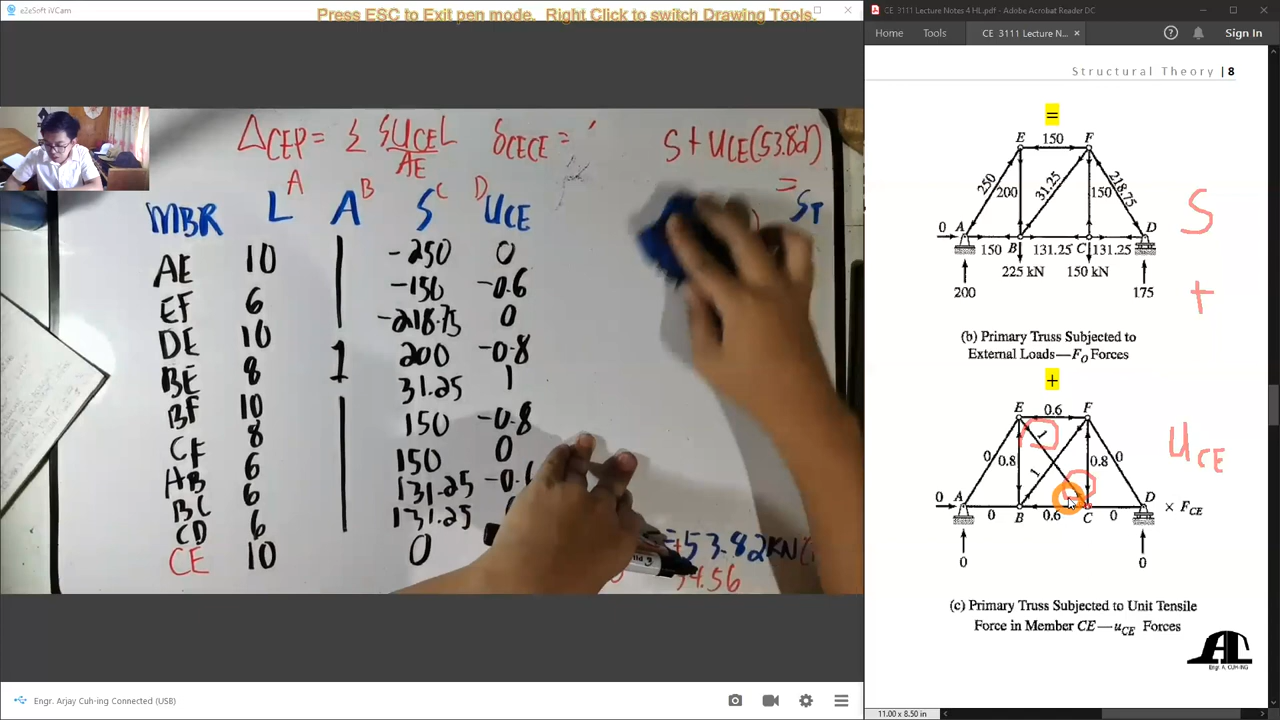 e2eSoft iVCam
Press ESC to Exit pen mode. Right Click to switch Drawing Tools.
ΔCEP = Σ SUCEL/AE
δCECE =
S + UCE(53.82)
= ST
MBR L A A B S C UCE D
AE 10 -250 0
EF 6 -150 -0.6
DE 10 -218.75 0
BE 8 1 200 -0.8
BF 10 31.25 1
CF 8 150 -0.8
AB 6 150 0
BC 6 131.25 -0.6
CD 6 131.25
CE 10 0
53.82KN
34.56
Engr. Arjay Cuh-ing Connected (USB)
CE 3111 Lecture Notes 4 HL.pdf - Adobe Acrobat Reader DC
Home Tools CE 3111 Lecture N... × Sign In
Structural Theory | 8
=
E 150 F
250 200 31.25 150 218.75
0 A D
150 B 131.25 C 131.25
225 kN 150 kN
200 175
(b) Primary Truss Subjected to
External Loads—FO Forces
S
+
+
E 0.6 F
1
0 0.8 1 0.8 0
0 A D
0 B 0.6 C 0 × FCE
0 0
UCE
(c) Primary Truss Subjected to Unit Tensile
Force in Member CE—uCE Forces
Engr. A CUH-ING
11.00 x 8.50 in